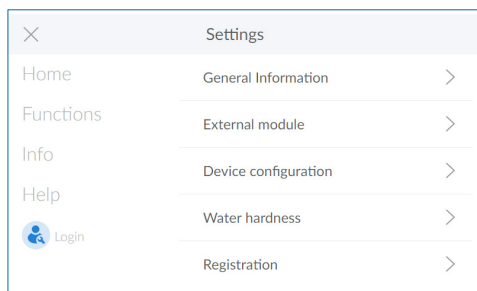 Settings
Home
Functions
Info
Help
Login
General Information
External module
Device configuration
Water hardness
Registration